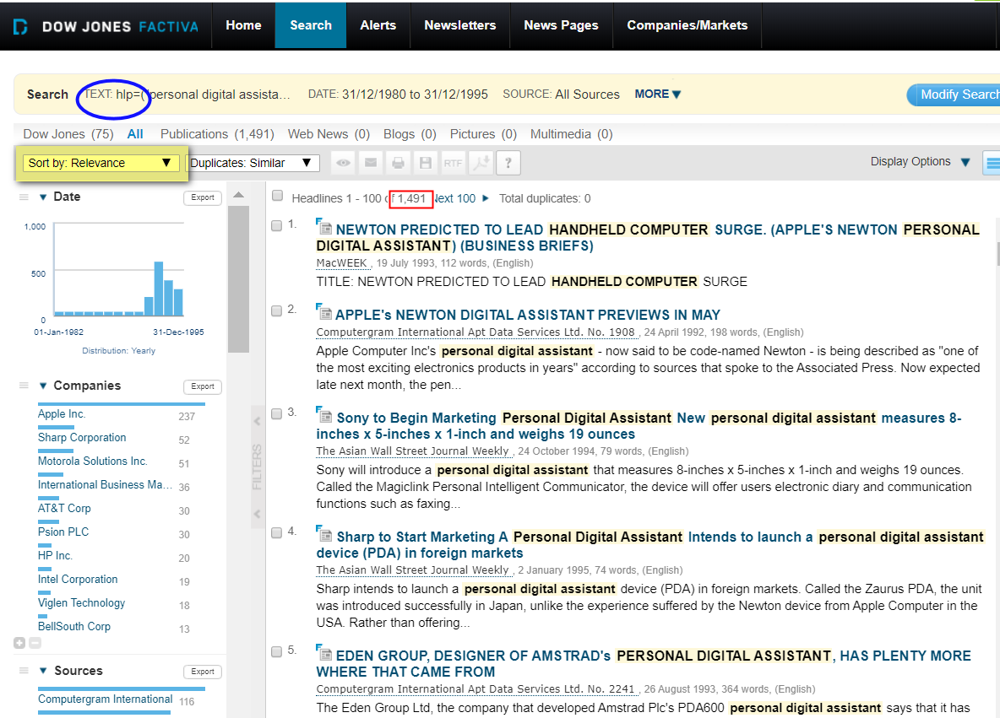 DOW JONES FACTIVA Home Search Alerts Newsletters News Pages Companies/Markets
Search TEXT: hlp=('personal digital assista... DATE: 31/12/1980 to 31/12/1995 SOURCE: All Sources MORE ▼ Modify Search
Dow Jones (75) All Publications (1,491) Web News (0) Blogs (0) Pictures (0) Multimedia (0)
Sort by: Relevance ▼ Duplicates: Similar ▼ RTF ? Display Options ▼
Date Export
1,000
500
0
01-Jan-1982 31-Dec-1995
Distribution: Yearly
Companies Export
Apple Inc. 237
Sharp Corporation 52
Motorola Solutions Inc. 51
International Business Ma... 36
AT&T Corp 30
Psion PLC 30
HP Inc. 20
Intel Corporation 19
Viglen Technology 18
BellSouth Corp 13
Sources Export
Computergram International 116
FILTERS
Headlines 1 - 100 of 1,491 Next 100 Total duplicates: 0
1. NEWTON PREDICTED TO LEAD HANDHELD COMPUTER SURGE. (APPLE'S NEWTON PERSONAL
DIGITAL ASSISTANT) (BUSINESS BRIEFS)
MacWEEK , 19 July 1993, 112 words, (English)
TITLE: NEWTON PREDICTED TO LEAD HANDHELD COMPUTER SURGE
2. APPLE's NEWTON DIGITAL ASSISTANT PREVIEWS IN MAY
Computergram International Apt Data Services Ltd. No. 1908 , 24 April 1992, 198 words, (English)
Apple Computer Inc's personal digital assistant - now said to be code-named Newton - is being described as "one of
the most exciting electronics products in years" according to sources that spoke to the Associated Press. Now expected
late next month, the pen...
3. Sony to Begin Marketing Personal Digital Assistant New personal digital assistant measures 8-
inches x 5-inches x 1-inch and weighs 19 ounces
The Asian Wall Street Journal Weekly , 24 October 1994, 79 words, (English)
Sony will introduce a personal digital assistant that measures 8-inches x 5-inches x 1-inch and weighs 19 ounces.
Called the Magiclink Personal Intelligent Communicator, the device will offer users electronic diary and communication
functions such as faxing...
4. Sharp to Start Marketing A Personal Digital Assistant Intends to launch a personal digital assistant
device (PDA) in foreign markets
The Asian Wall Street Journal Weekly , 2 January 1995, 74 words, (English)
Sharp intends to launch a personal digital assistant device (PDA) in foreign markets. Called the Zaurus PDA, the unit
was introduced successfully in Japan, unlike the experience suffered by the Newton device from Apple Computer in the
USA. Rather than offering...
5. EDEN GROUP, DESIGNER OF AMSTRAD's PERSONAL DIGITAL ASSISTANT, HAS PLENTY MORE
WHERE THAT CAME FROM
Computergram International Apt Data Services Ltd. No. 2241 , 26 August 1993, 364 words, (English)
The Eden Group Ltd, the company that developed Amstrad Plc's PDA600 personal digital assistant says that it has